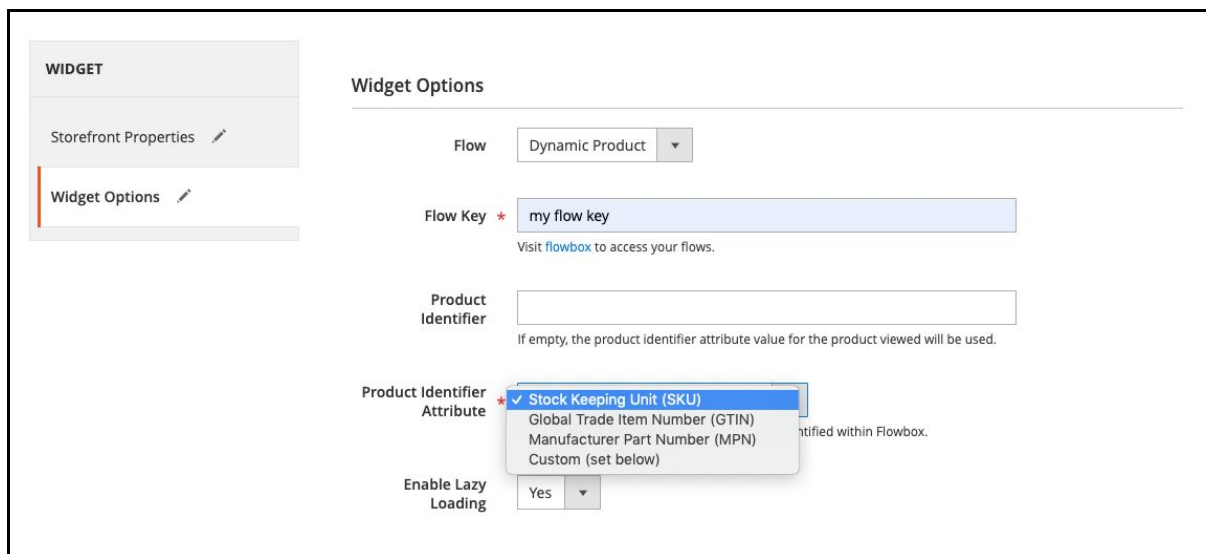 WIDGET
Storefront Properties
Widget Options
Widget Options
Flow
Dynamic Product
Flow Key *
my flow key
Visit flowbox to access your flows.
Product
Identifier
If empty, the product identifier attribute value for the product viewed will be used.
Product Identifier
Attribute *
✓ Stock Keeping Unit (SKU)
Global Trade Item Number (GTIN)
Manufacturer Part Number (MPN)
Custom (set below)
within Flowbox.
Enable Lazy
Loading
Yes